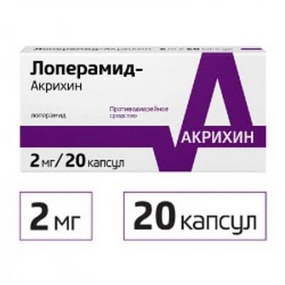 Лоперамид-
Акрихин
Противодиарейное
средство
лоперамид
АКРИХИН
2 мг/20 капсул
2 мг
20 капсул